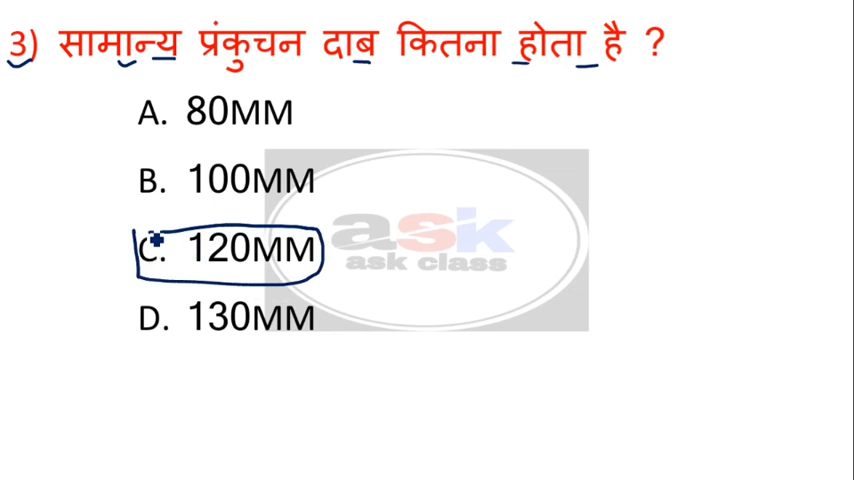 3) सामान्य प्रंकुचन दाब कितना होता है ?
A. 80MM
B. 100MM
C. 120MM
D. 130MM
ask
ask class